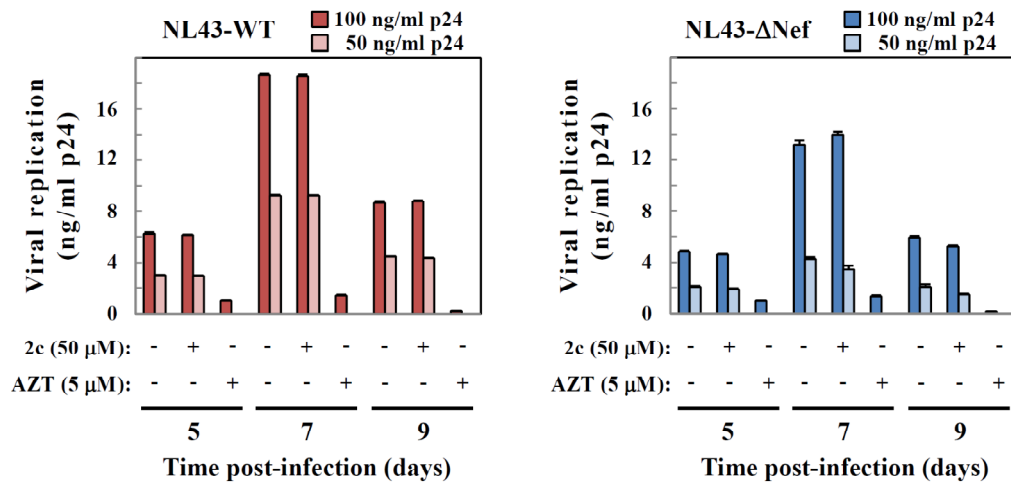 NL43-WT
100 ng/ml p24
50 ng/ml p24
Viral replication
(ng/ml p24)
16
12
8
4
0
2c (50 μM): - + - - + - - + -
AZT (5 μM): - - + - - + - - +
5 7 9
Time post-infection (days)
NL43-ΔNef
100 ng/ml p24
50 ng/ml p24
Viral replication
(ng/ml p24)
16
12
8
4
0
2c (50 μM): - + - - + - - + -
AZT (5 μM): - - + - - + - - +
5 7 9
Time post-infection (days)